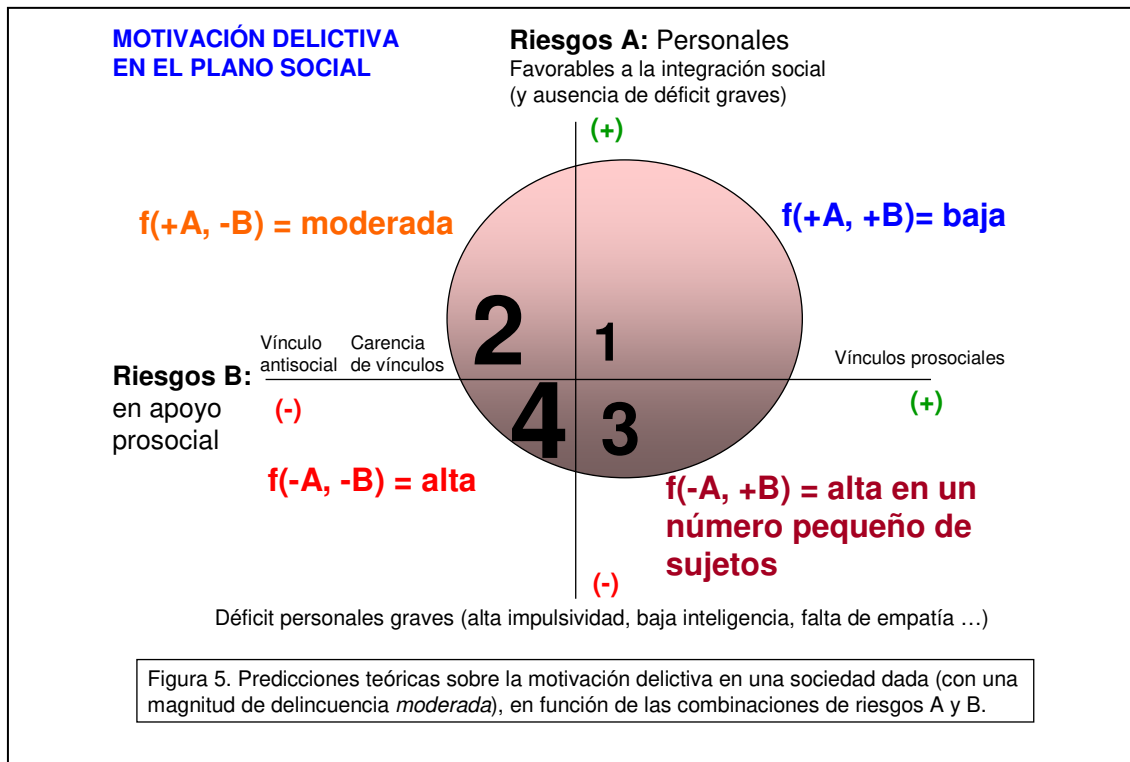 MOTIVACIÓN DELICTIVA
EN EL PLANO SOCIAL
Riesgos A: Personales
Favorables a la integración social
(y ausencia de déficit graves)
(+)
f(+A, -B) = moderada
f(+A, +B)= baja
2
1
Vínculo
antisocial
Carencia
de vínculos
Vínculos prosociales
Riesgos B:
en apoyo
prosocial
(-)
(+)
4
3
f(-A, -B) = alta
f(-A, +B) = alta en un
número pequeño de
sujetos
(-)
Déficit personales graves (alta impulsividad, baja inteligencia, falta de empatía …)
Figura 5. Predicciones teóricas sobre la motivación delictiva en una sociedad dada (con una
magnitud de delincuencia moderada), en función de las combinaciones de riesgos A y B.